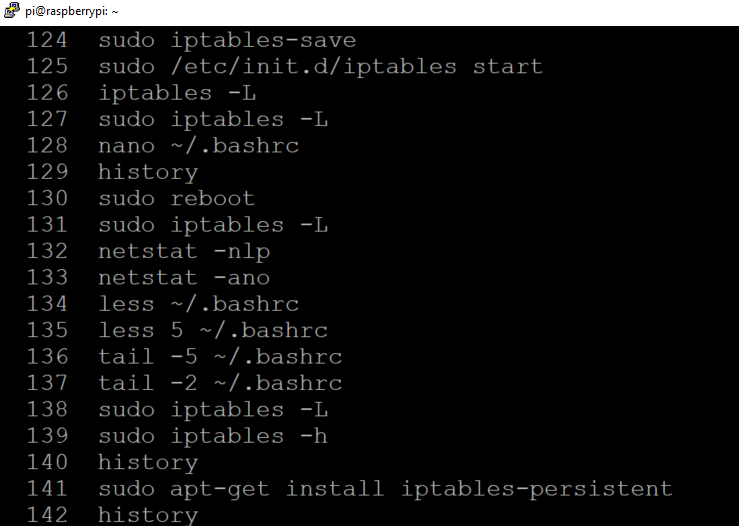 pi@raspberrypi: ~
124 sudo iptables-save
125 sudo /etc/init.d/iptables start
126 iptables -L
127 sudo iptables -L
128 nano ~/.bashrc
129 history
130 sudo reboot
131 sudo iptables -L
132 netstat -nlp
133 netstat -ano
134 less ~/.bashrc
135 less 5 ~/.bashrc
136 tail -5 ~/.bashrc
137 tail -2 ~/.bashrc
138 sudo iptables -L
139 sudo iptables -h
140 history
141 sudo apt-get install iptables-persistent
142 history